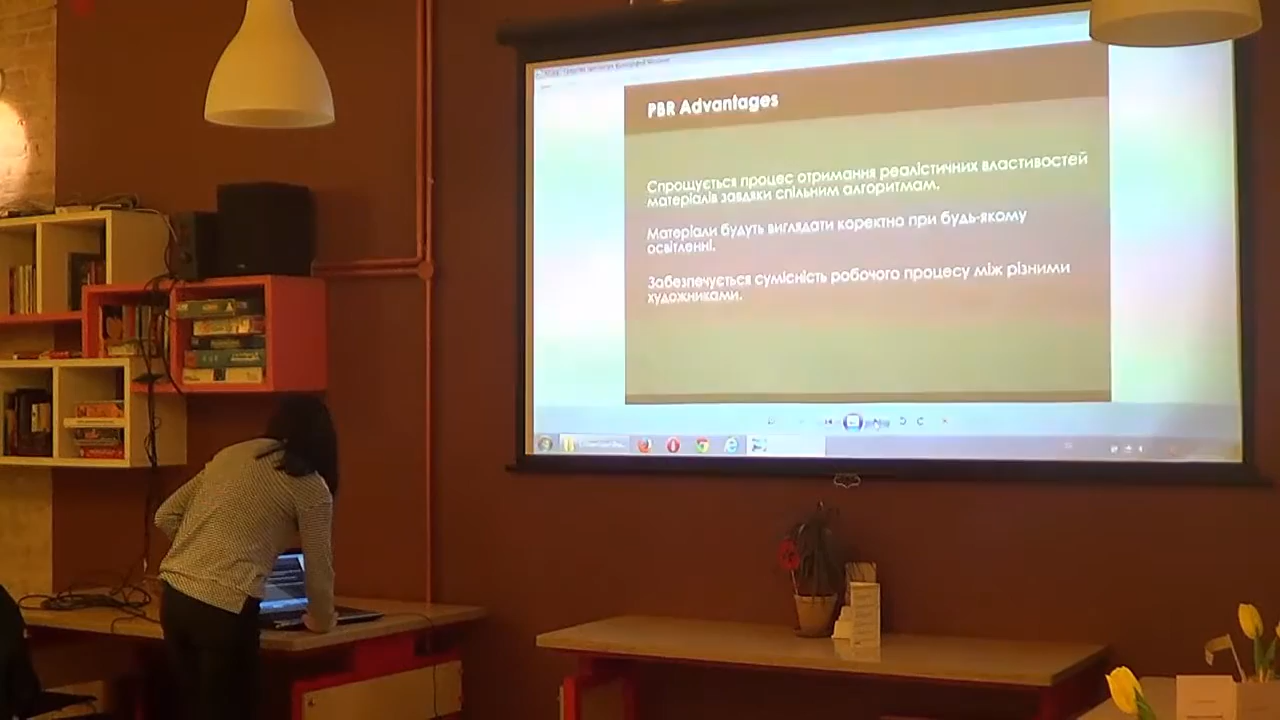 PBR Advantages
Спрощується процес отримання реалістичних властивостей
матеріалів завдяки спільним алгоритмам.
Матеріали будуть виглядати коректно при будь-якому
освітленні.
Забезпечується сумісність робочого процесу між різними
художниками.